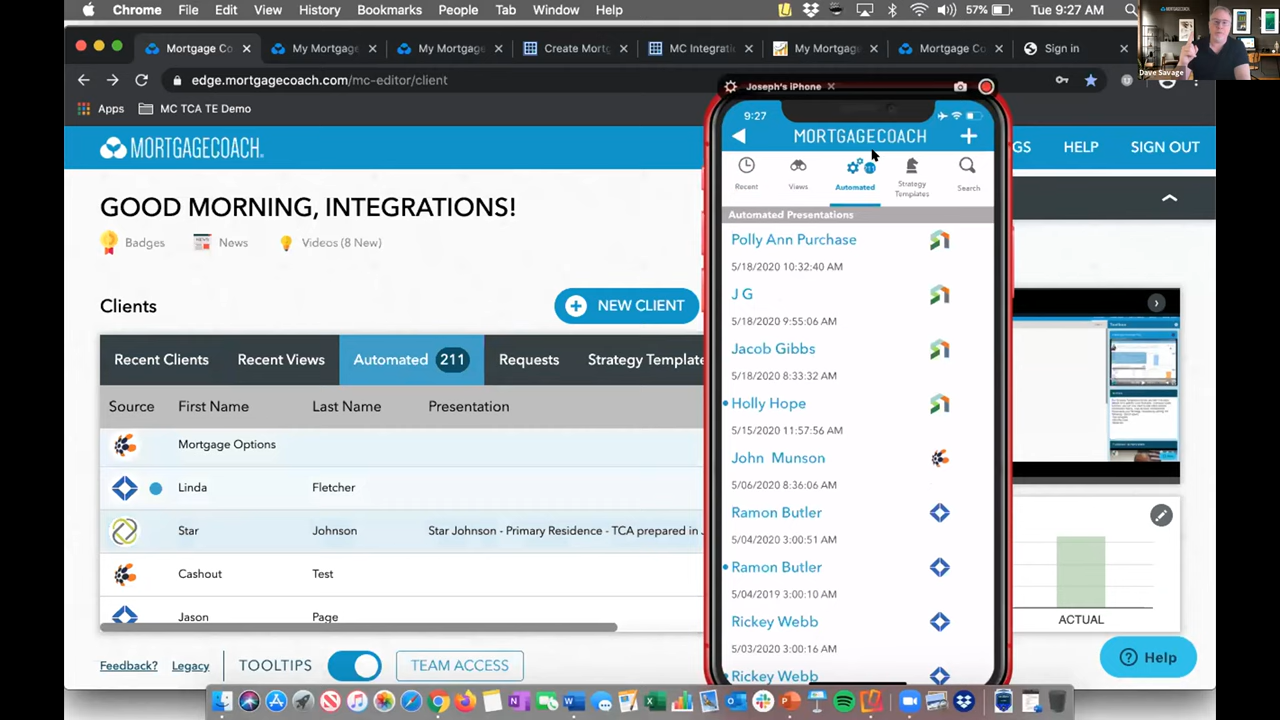 Chrome File Edit View History Bookmarks People Tab Window Help
57% Tue 9:27 AM
MORTGAGECOACH
Dave Savage
Mortgage Co
My Mortgage
My Mortgage
Create Mort
MC Integrati
My Mortgag
Mortgage Co
Sign in
edge.mortgagecoach.com/mc-editor/client
Apps MC TCA TE Demo
MORTGAGECOACH
GS HELP SIGN OUT
GOOD MORNING, INTEGRATIONS!
Badges News Videos (8 New)
Clients
NEW CLIENT
Recent Clients Recent Views Automated 211 Requests Strategy Template
Source First Name Last Name Presentation
Mortgage Options
Linda Fletcher
Star Johnson Star Johnson - Primary Residence - TCA prepared in J
Cashout Test
Jason Page
Feedback? Legacy TOOLTIPS TEAM ACCESS
Joseph's iPhone
9:27
MORTGAGECOACH
Recent
Views
Automated
Strategy
Templates
Search
Automated Presentations
Polly Ann Purchase
5/18/2020 10:32:40 AM
J G
5/18/2020 9:55:06 AM
Jacob Gibbs
5/18/2020 8:33:32 AM
Holly Hope
5/15/2020 11:57:56 AM
John Munson
5/06/2020 8:36:06 AM
Ramon Butler
5/04/2020 3:00:51 AM
Ramon Butler
5/04/2019 3:00:10 AM
Rickey Webb
5/03/2020 3:00:16 AM
Rickey Webb
ACTUAL
Help